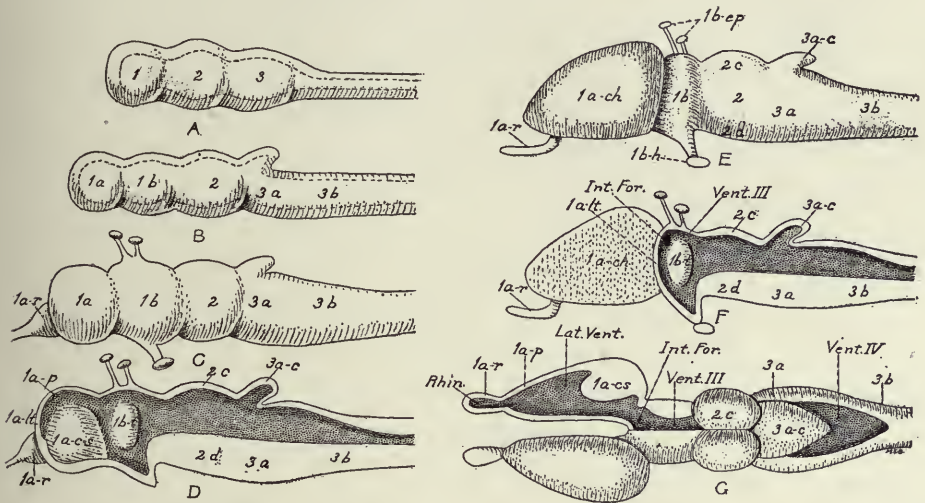 1
2
3
A
1a
1b
2
3a
3b
B
1a-r
1a
1b
2
3a
3b
C
1a-p
1a-lt
1a-cs
1a-r
1b-t
2c
3a-c
2d
3a
3b
D
1b-ep
3a-c
2c
1a-ch
1b
2
3a
3b
2d
1a-r
1b-h
E
Int. For.
1a-lt.
Vent. III
2c
3a-c
1a-ch
1a-r
2d
3a
3b
F
Lat. Vent.
1a-p
1a-r
Rhin.
1a-cs
Int. For.
Vent. III
3a
Vent. IV
3b
2c
3a-c
G